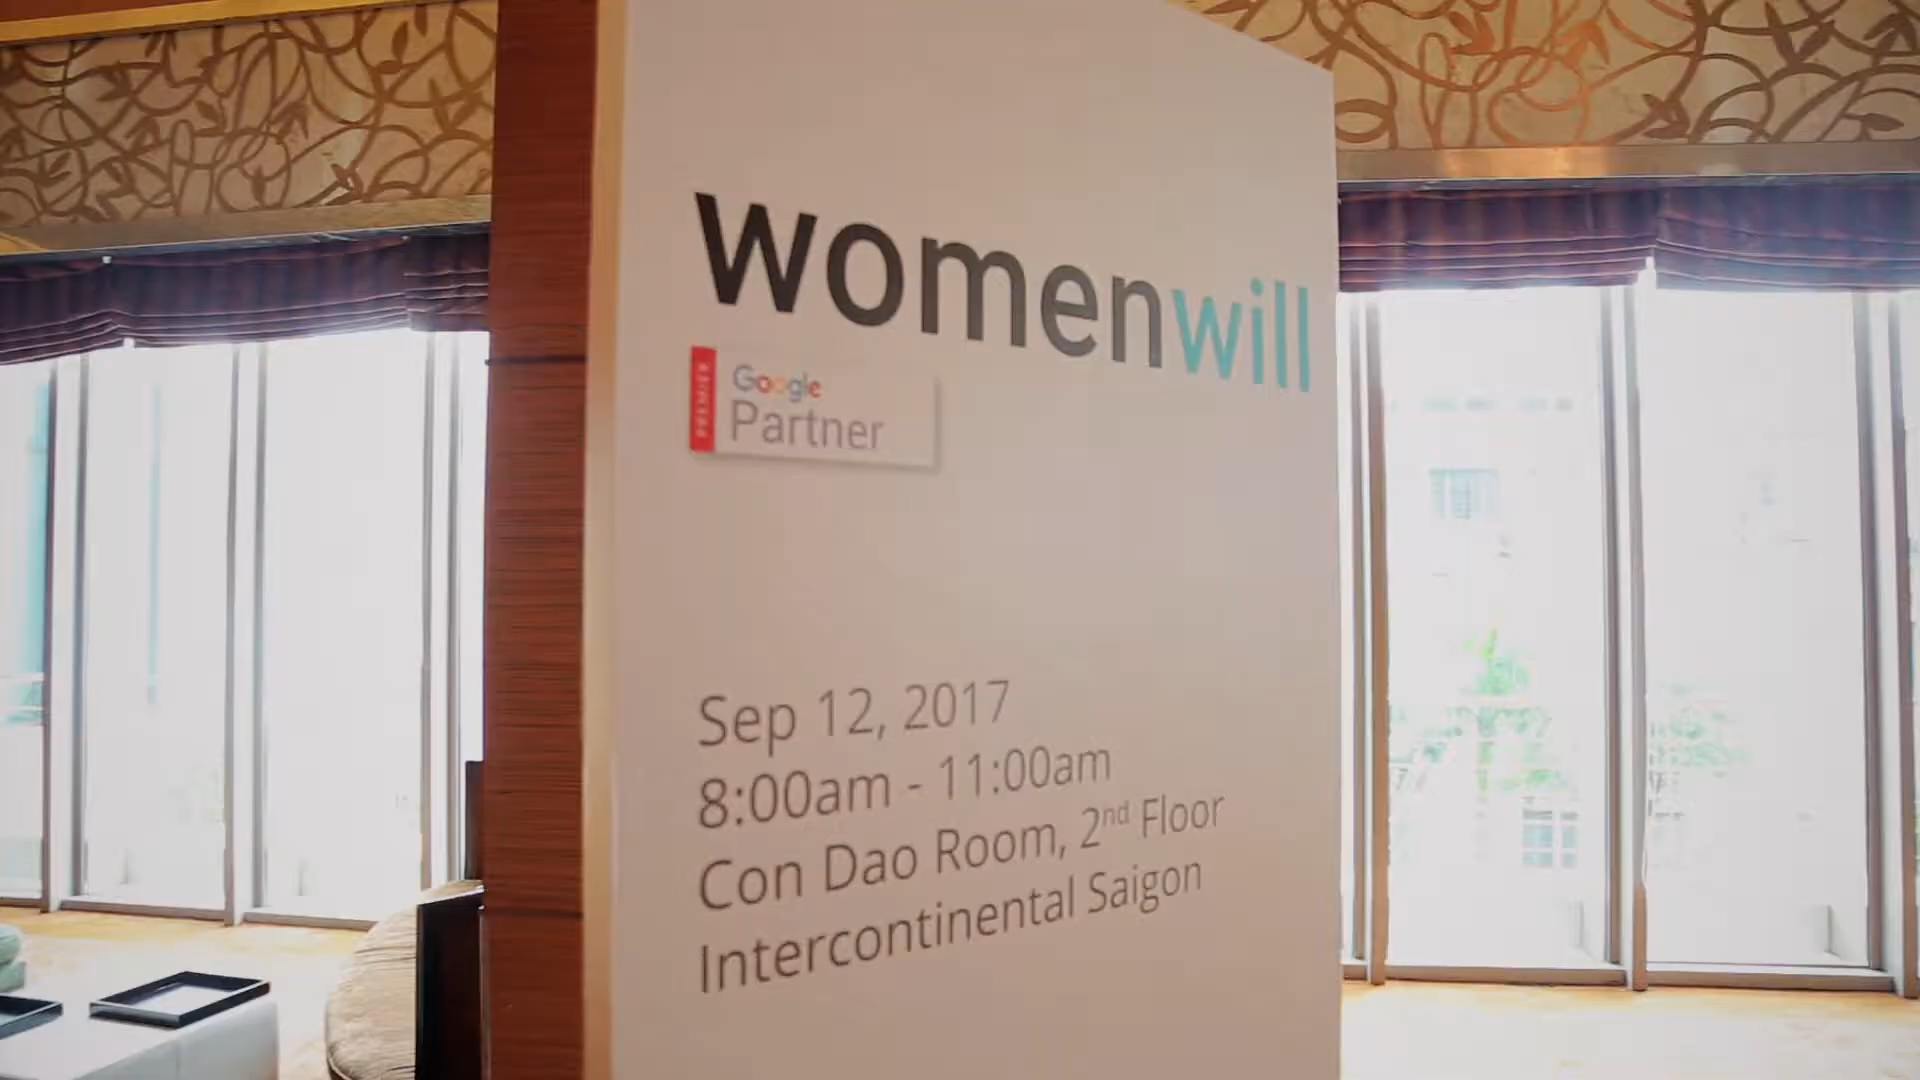 womenwill
Google
Partner
Sep 12, 2017
8:00am - 11:00am
Con Dao Room, 2nd Floor
Intercontinental Saigon